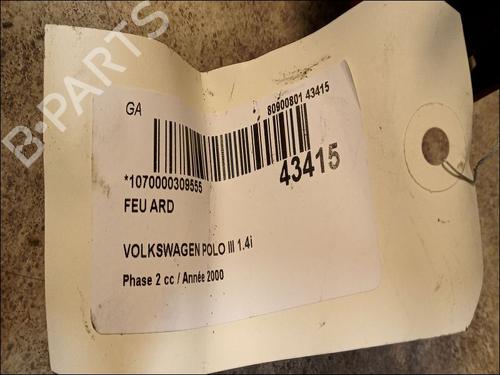 B-PARTS
GA
80900801 43415
*1070000309555
43415
FEU ARD
VOLKSWAGEN POLO III 1.4i
Phase 2 cc / Année 2000